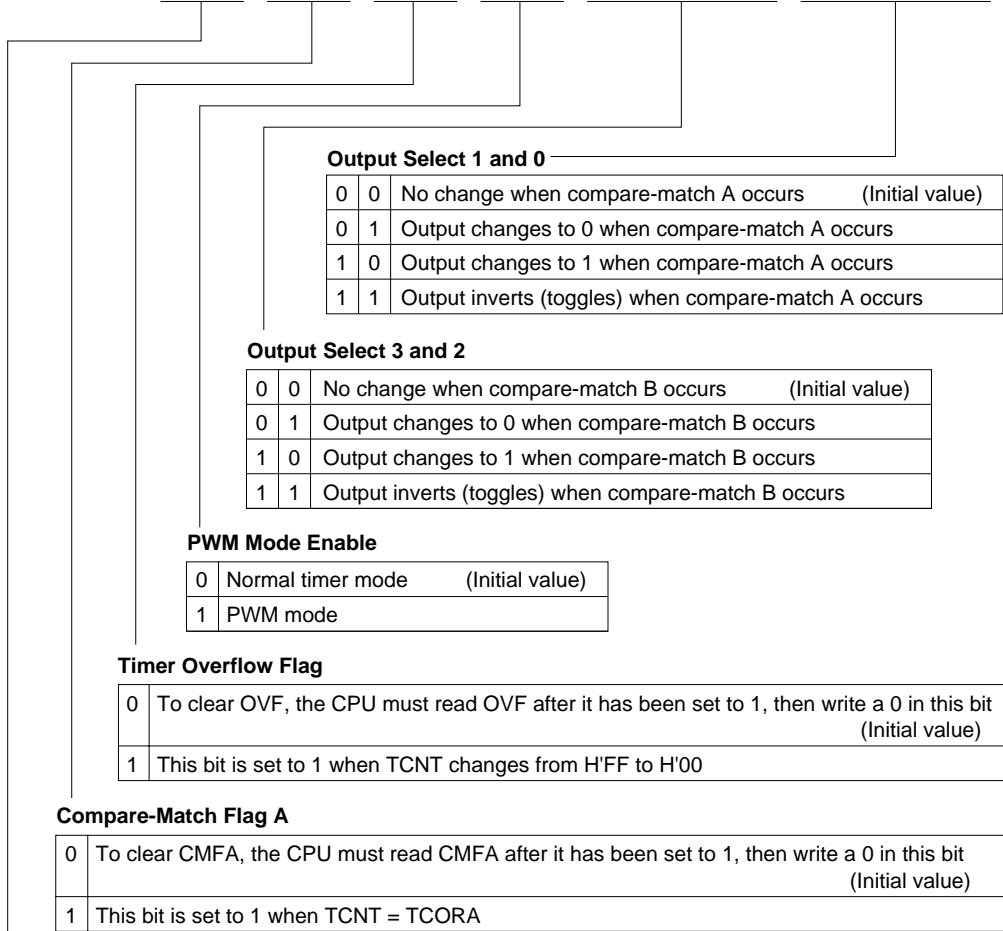 Output Select 1 and 0
0 0 No change when compare-match A occurs (Initial value)
0 1 Output changes to 0 when compare-match A occurs
1 0 Output changes to 1 when compare-match A occurs
1 1 Output inverts (toggles) when compare-match A occurs
Output Select 3 and 2
0 0 No change when compare-match B occurs (Initial value)
0 1 Output changes to 0 when compare-match B occurs
1 0 Output changes to 1 when compare-match B occurs
1 1 Output inverts (toggles) when compare-match B occurs
PWM Mode Enable
0 Normal timer mode (Initial value)
1 PWM mode
Timer Overflow Flag
0 To clear OVF, the CPU must read OVF after it has been set to 1, then write a 0 in this bit
(Initial value)
1 This bit is set to 1 when TCNT changes from H'FF to H'00
Compare-Match Flag A
0 To clear CMFA, the CPU must read CMFA after it has been set to 1, then write a 0 in this bit
(Initial value)
1 This bit is set to 1 when TCNT = TCORA